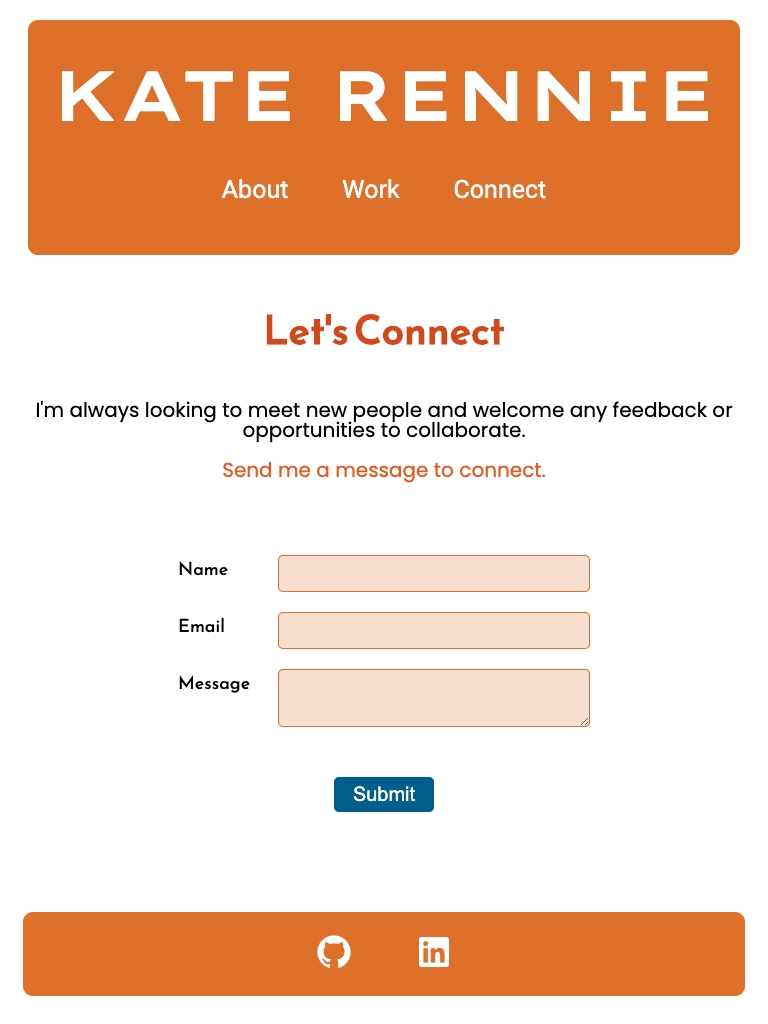 KATE RENNIE
About Work Connect
Let's Connect
I'm always looking to meet new people and welcome any feedback or
opportunities to collaborate.
Send me a message to connect.
Name
Email
Message
Submit
in